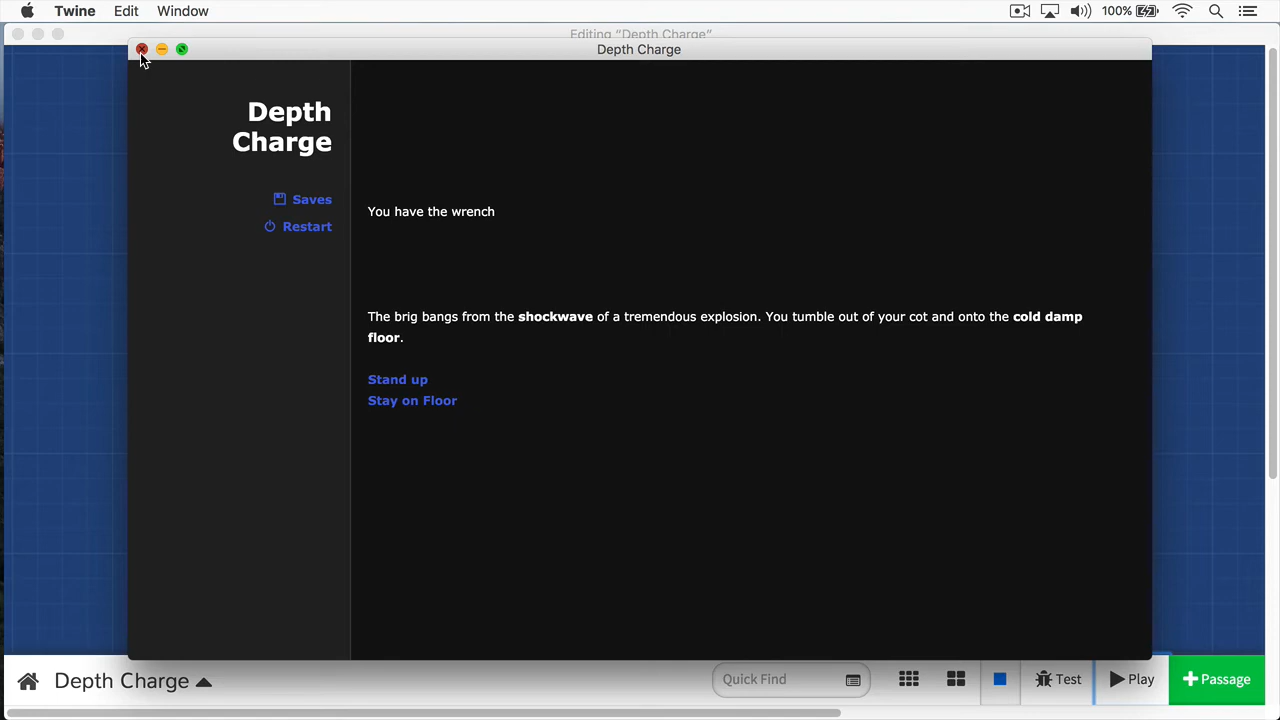 Twine Edit Window 100%
Editing “Depth Charge”
Depth Charge
Depth
Charge
Saves
Restart
You have the wrench
The brig bangs from the shockwave of a tremendous explosion. You tumble out of your cot and onto the cold damp
floor.
Stand up
Stay on Floor
Depth Charge Quick Find Test Play Passage